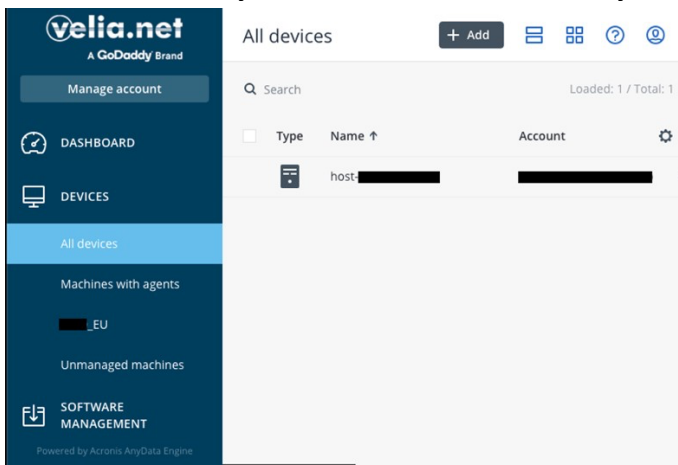 velia.net
A GoDaddy Brand
Manage account
DASHBOARD
DEVICES
All devices
Machines with agents
_EU
Unmanaged machines
SOFTWARE
MANAGEMENT
Powered by Acronis AnyData Engine
All devices
+ Add
Search
Loaded: 1 / Total: 1
Type Name ↑ Account
host-